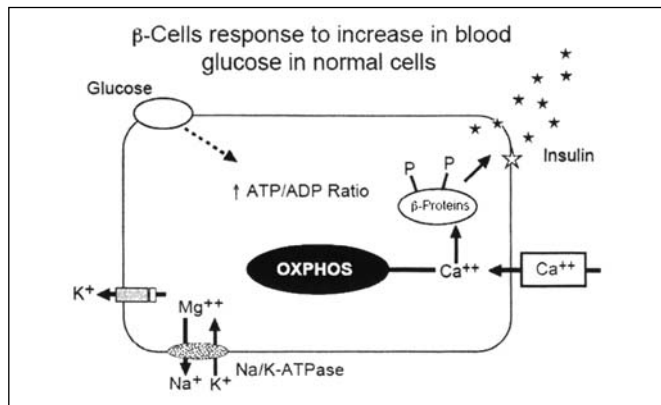 β-Cells response to increase in blood
glucose in normal cells
Glucose
Insulin
P P
β-Proteins
↑ ATP/ADP Ratio
OXPHOS
Ca++
Ca++
K+
Mg++
Na/K-ATPase
Na+ K+